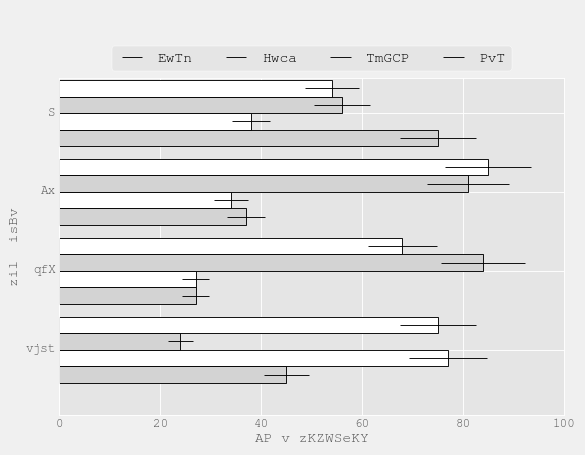 EwTn Hwca TmGCP PvT
S
Ax
qfX
vjst
zil isBv
0 20 40 60 80 100
AP v zKZWSeKY